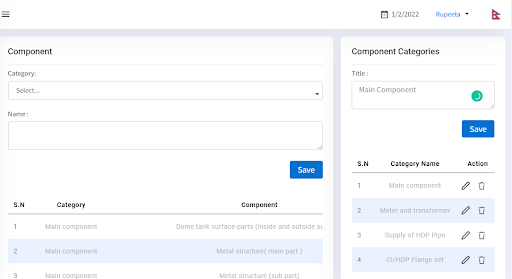 1/2/2022
Rupeeta
Component
Category:
Select...
Name :
Save
S.N Category Component
1 Main component Dome tank surface parts (inside and outside su
2 Main component Metal structure( main part )
3 Main component Metal structure (sub part)
Component Categories
Title :
Main Component
Save
S.N Category Name Action
1 Main component
2 Meter and transformer
3 Supply of HDP Pipe
4 CI/HDP Flange set